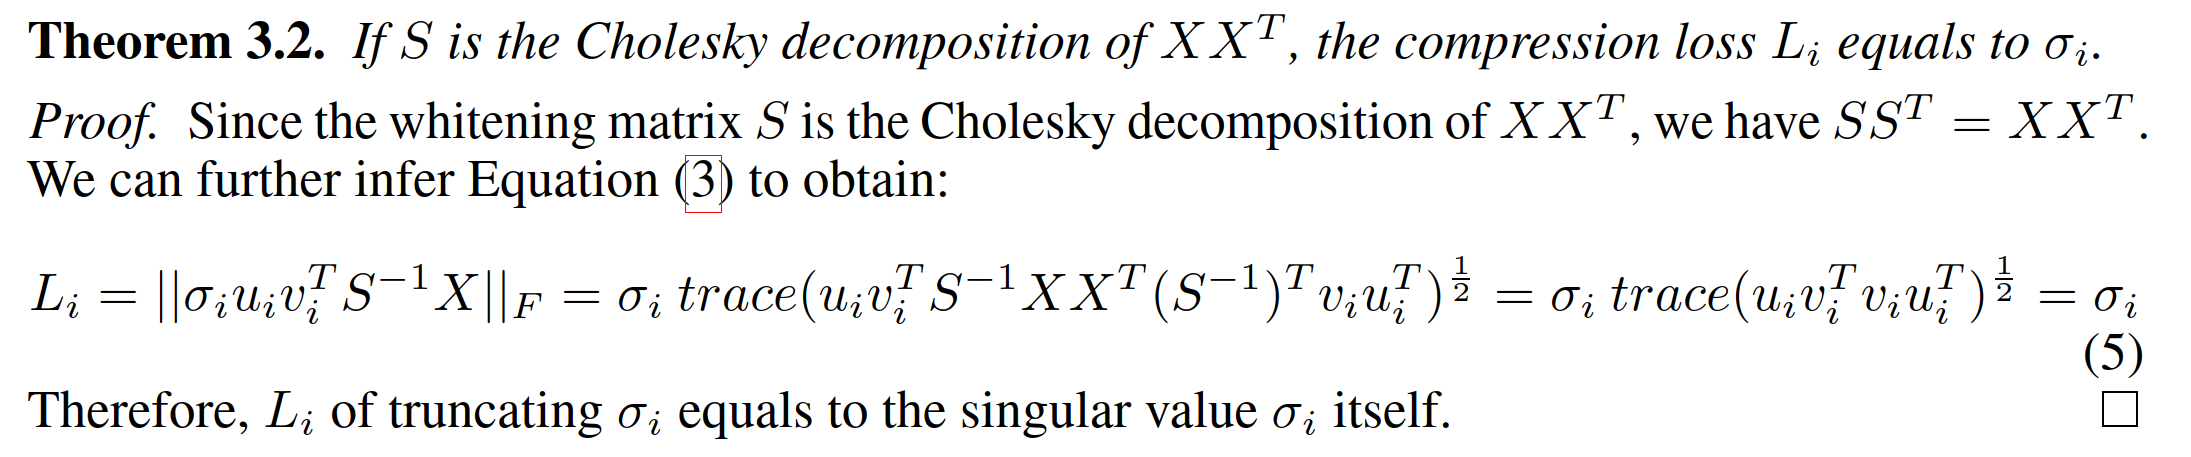 Theorem 3.2. If S is the Cholesky decomposition of XX^T, the compression loss L_i equals to σ_i.
Proof. Since the whitening matrix S is the Cholesky decomposition of XX^T, we have SS^T = XX^T.
We can further infer Equation (3) to obtain:
L_i = ||σ_i u_i v_i^T S^{-1} X||_F = σ_i trace(u_i v_i^T S^{-1} XX^T (S^{-1})^T v_i u_i^T)^{1/2} = σ_i trace(u_i v_i^T v_i u_i^T)^{1/2} = σ_i
(5)
Therefore, L_i of truncating σ_i equals to the singular value σ_i itself. □